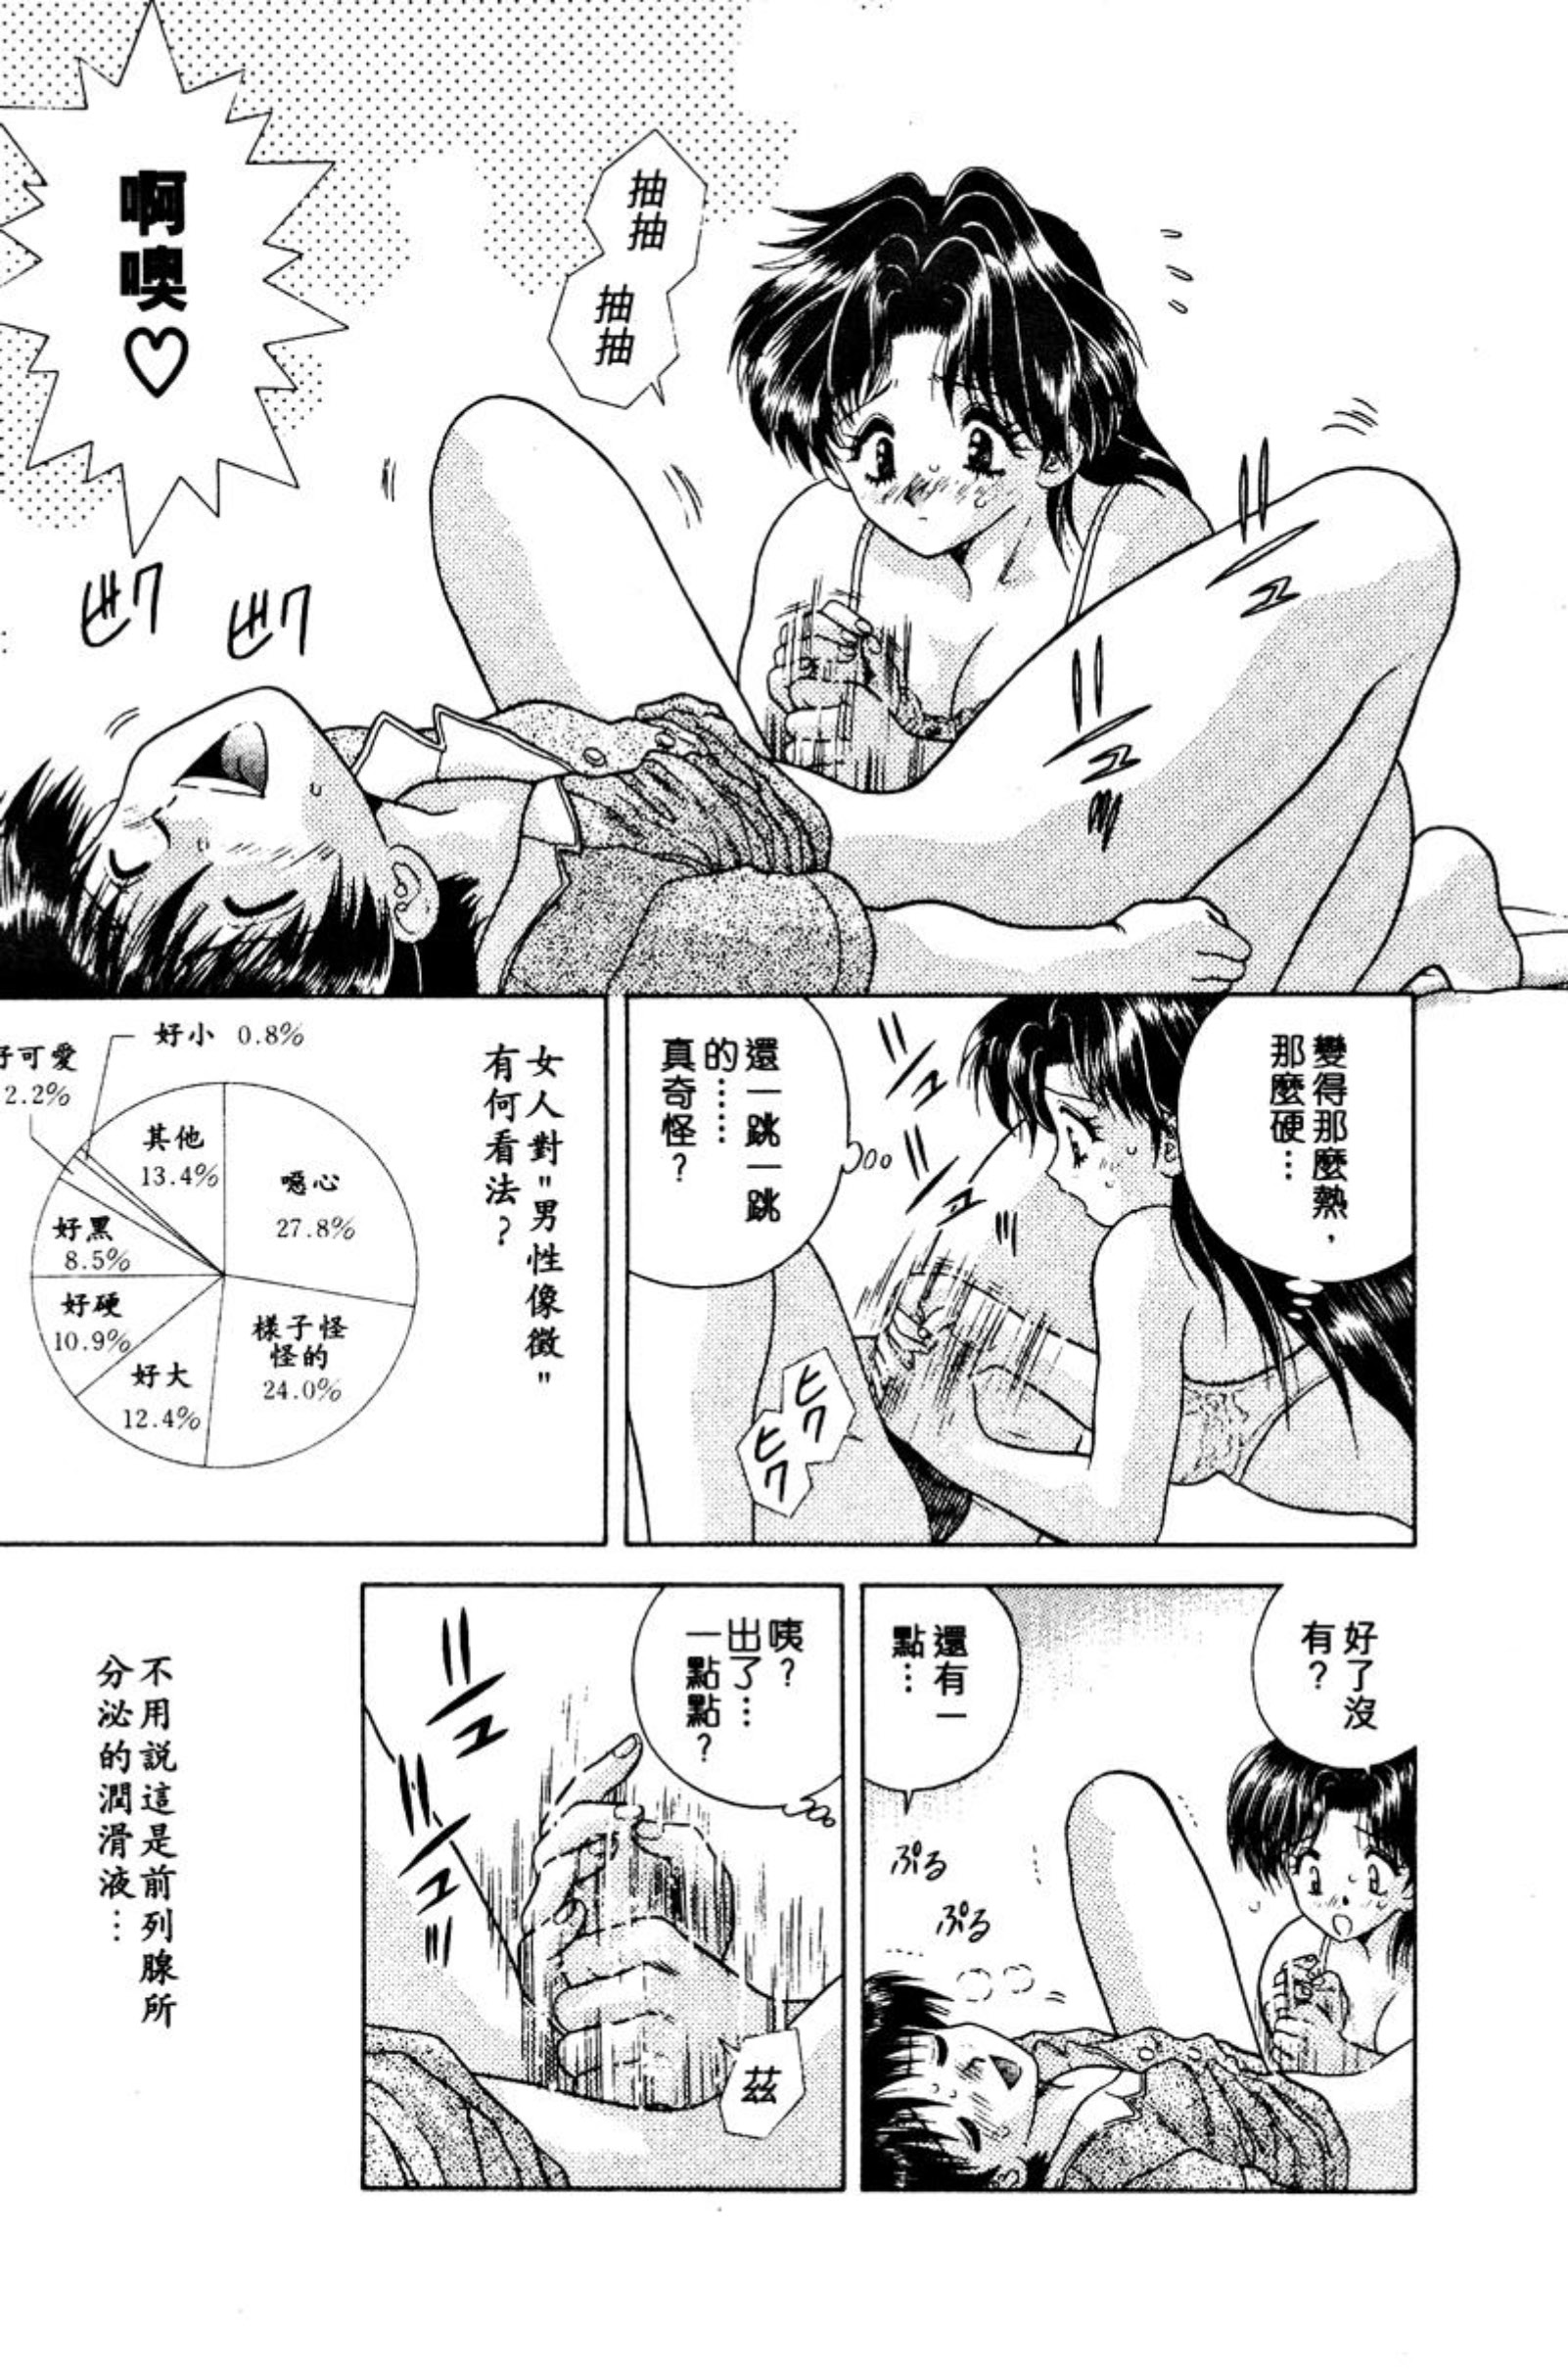 抽抽
抽抽
啊噢♡
ビク
ビク
變得那麼熱，
那麼硬…
還一跳一跳
的……
真奇怪？
ヒク
ヒク
女人對"男性像徵"
有何看法？
好小 0.8%
好可愛
2.2%
其他
13.4%
噁心
27.8%
好黑
8.5%
好硬
10.9%
好大
12.4%
樣子怪
怪的
24.0%
好了沒
有？
還有一
點…
ぷる
ぷる
咦？
出了…
一點點？
茲
不用説這是前列腺所
分泌的潤滑液…